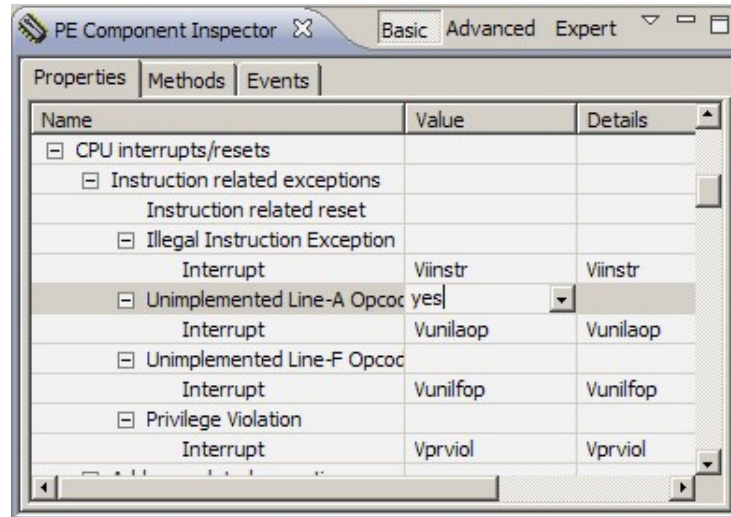 PE Component Inspector Basic Advanced Expert
Properties Methods Events
Name Value Details
CPU interrupts/resets
Instruction related exceptions
Instruction related reset
Illegal Instruction Exception
Interrupt Viinstr Viinstr
Unimplemented Line-A Opcod yes
Interrupt Vunilaop Vunilaop
Unimplemented Line-F Opcod
Interrupt Vunilfop Vunilfop
Privilege Violation
Interrupt Vprviol Vprviol